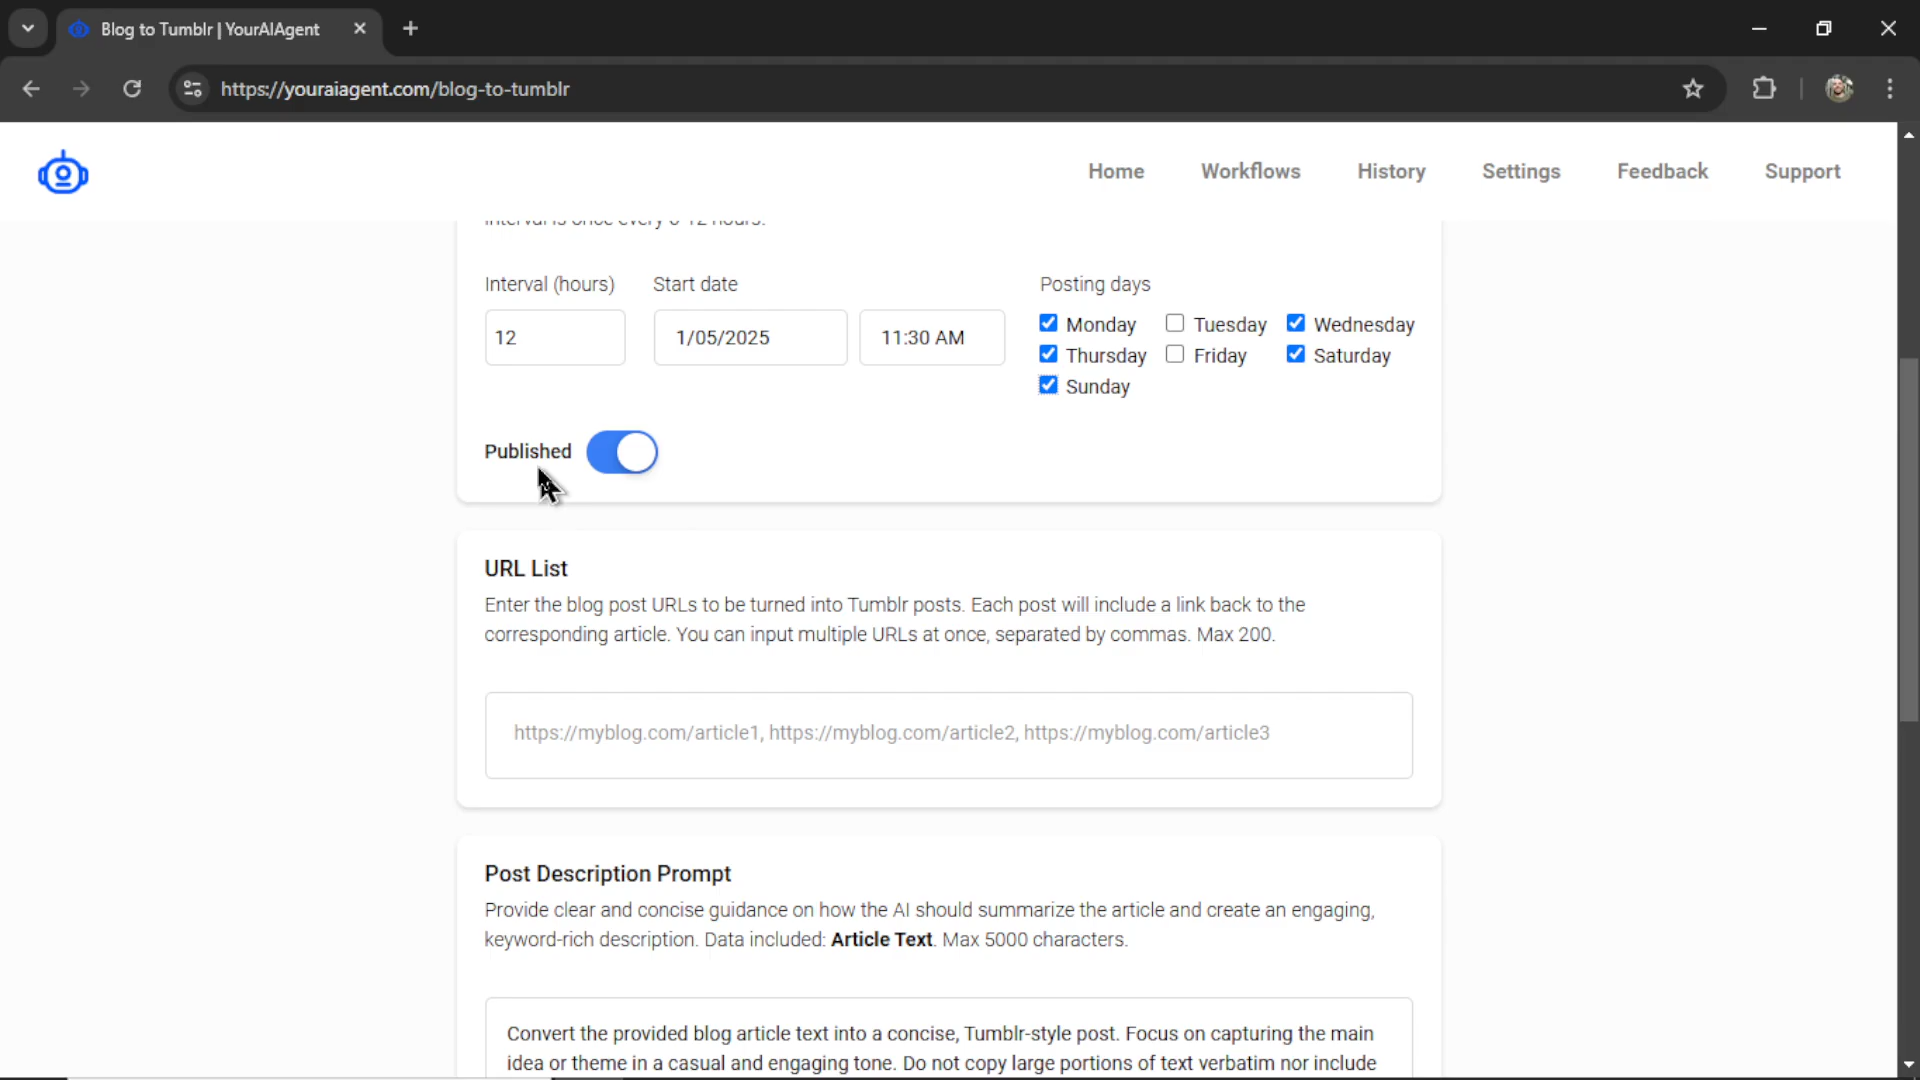 Blog to Tumblr | YourAIAgent
https://youraiagent.com/blog-to-tumblr
Home Workflows History Settings Feedback Support
Interval is once every
hours.
Interval (hours) Start date Posting days
12 1/05/2025 11:30 AM
Monday Tuesday Wednesday
Thursday Friday Saturday
Sunday
Published
URL List
Enter the blog post URLs to be turned into Tumblr posts. Each post will include a link back to the
corresponding article. You can input multiple URLs at once, separated by commas. Max 200.
https://myblog.com/article1, https://myblog.com/article2, https://myblog.com/article3
Post Description Prompt
Provide clear and concise guidance on how the AI should summarize the article and create an engaging,
keyword-rich description. Data included: Article Text. Max 5000 characters.
Convert the provided blog article text into a concise, Tumblr-style post. Focus on capturing the main
idea or theme in a casual and engaging tone. Do not copy large portions of text verbatim nor include